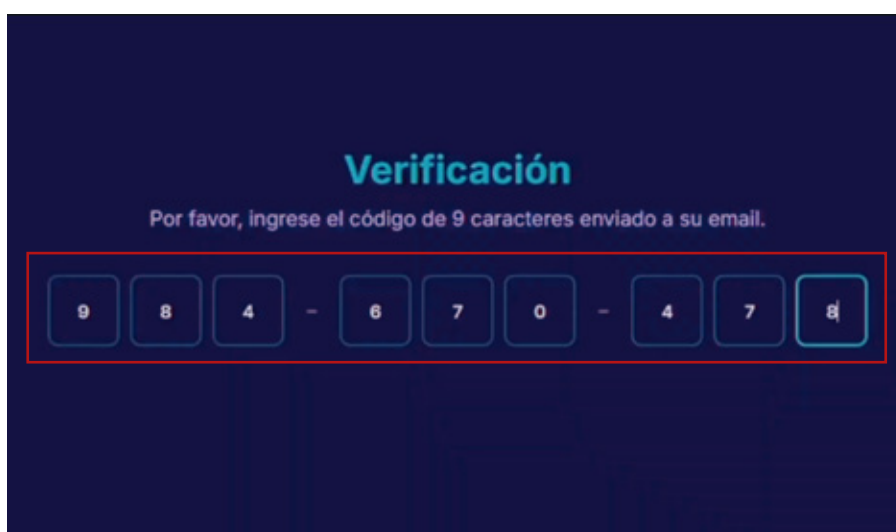 Verificación
Por favor, ingrese el código de 9 caracteres enviado a su email.
9 8 4 - 6 7 0 - 4 7 8